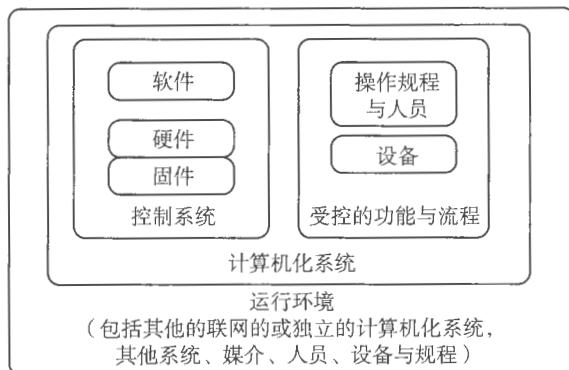 软件
硬件
固件
控制系统
操作规程
与人员
设备
受控的功能与流程
计算机化系统
运行环境
（包括其他的联网的或独立的计算机化系统，
其他系统、媒介、人员、设备与规程）